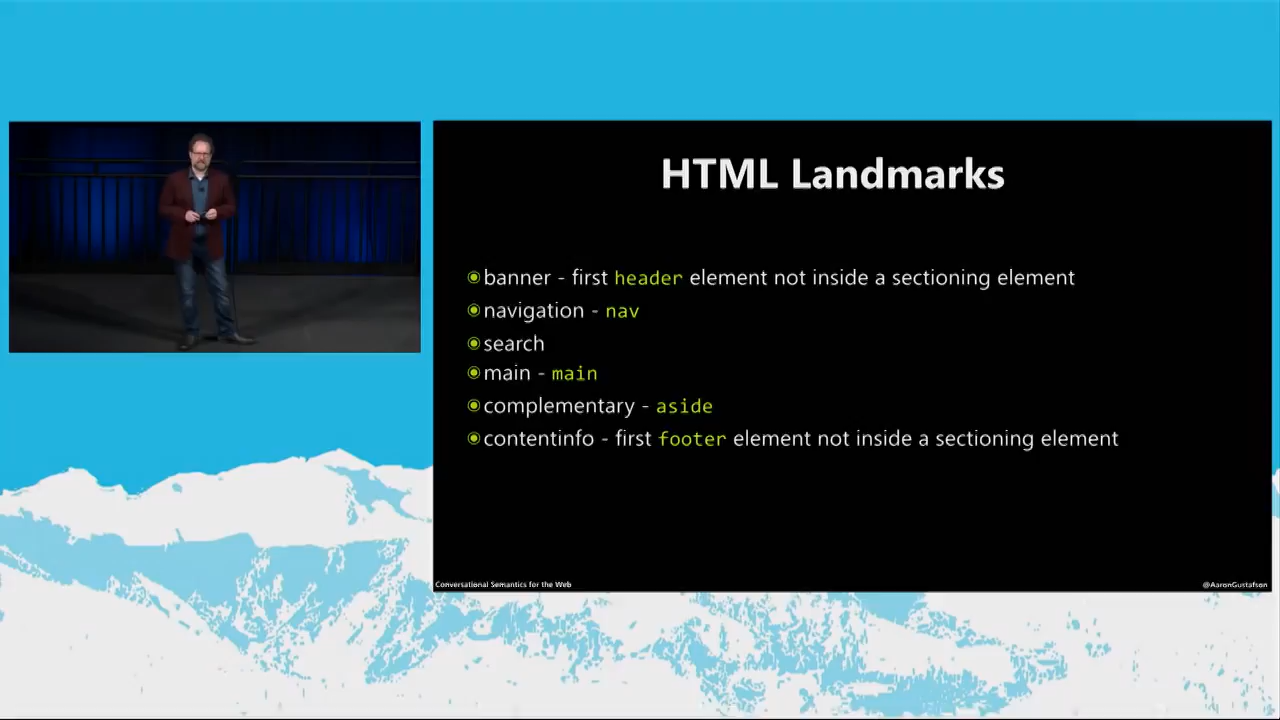 HTML Landmarks
banner - first header element not inside a sectioning element
navigation - nav
search
main - main
complementary - aside
contentinfo - first footer element not inside a sectioning element
Conversational Semantics for the Web
@AaronGustafson